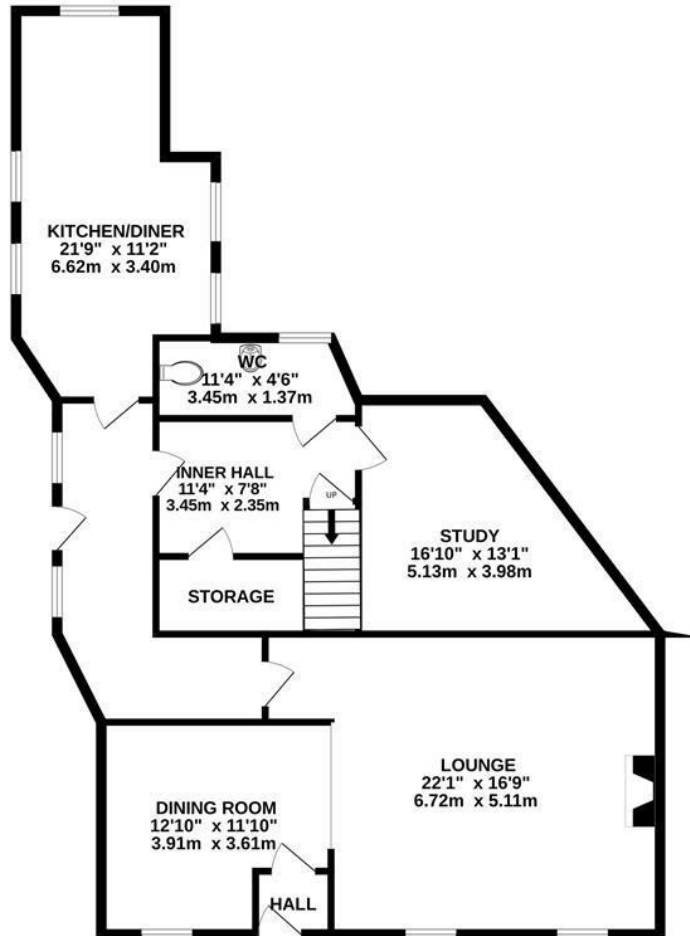 KITCHEN/DINER
21'9" x 11'2"
6.62m x 3.40m
WC
11'4" x 4'6"
3.45m x 1.37m
INNER HALL
11'4" x 7'8"
3.45m x 2.35m
UP
STUDY
16'10" x 13'1"
5.13m x 3.98m
STORAGE
LOUNGE
22'1" x 16'9"
6.72m x 5.11m
DINING ROOM
12'10" x 11'10"
3.91m x 3.61m
HALL